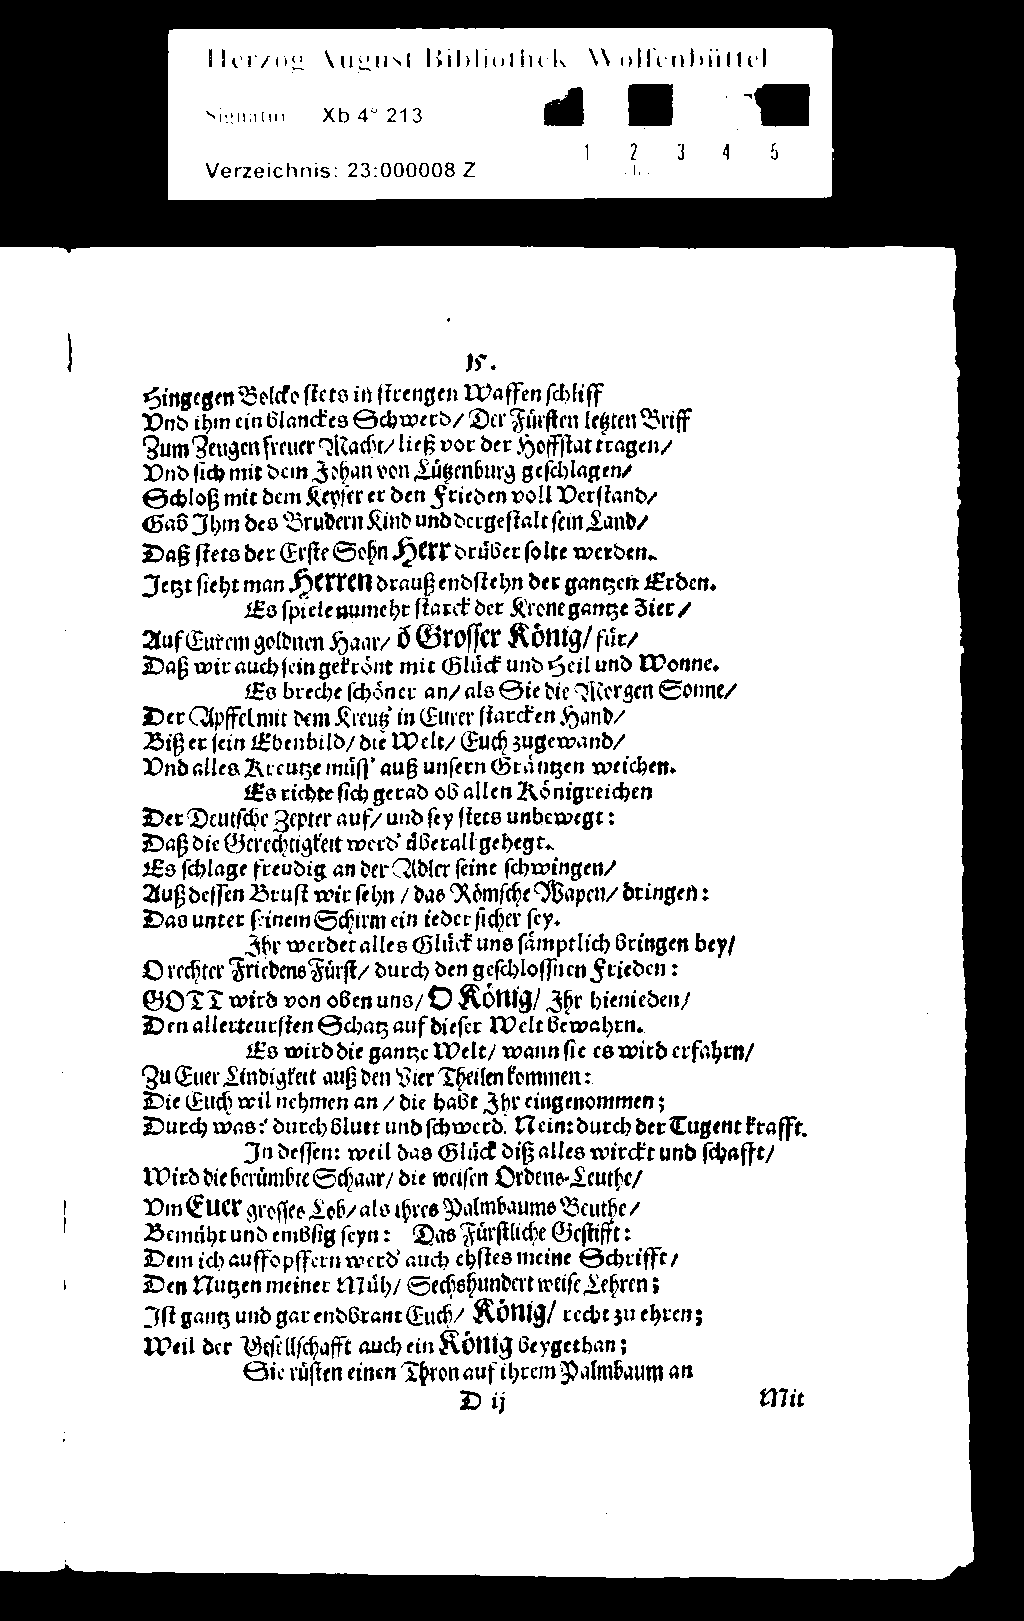 Herzog August Bibliothek Wolfenbüttel
Signatur Xb 4° 213
1 2 3 4 5
Verzeichnis: 23:000008 Z
15.
Hingegen Bolcko stets in strengen Waffen schliff
Vnd ihm ein blanckes Schwerd/ Der Fürsten letzten Briff
Zum Zeugen freuer Macht/ ließ vor der Hoffstat tragen/
Vnd sich mit dem Johan von Lützenburg geschlagen/
Schloß mit dem Keyser er den Frieden voll Verstand/
Gab Jhm des Brudern Kind und dergestalt sein Land/
Daß stets der Erste Sohn Herr drüber solte werden.
Jetzt sieht man Herren drauß endstehn der gantzen Erden.
Es spiele numehr starck der Krone gantze Zier/
Auf Eurem goldnen Haar/ ô Grosser König/ für/
Daß wir auch sein gekrönt mit Glück und Heil und Wonne.
Es breche schöner an/ als Sie die Morgen Sonne/
Der Apffel mit dem Kreutz' in Eurer starcken Hand/
Biß er sein Ebenbild/ die Welt/ Euch zugewand/
Vnd alles Kreutze müss' auß unsern Gräntzen weichen.
Es richte sich gerad ob allen Königreichen
Der Deutsche Zepter auf/ und sey stets unbewegt:
Daß die Gerechtigkeit werd' überall gehegt.
Es schlage freudig an der Adler seine schwingen/
Auß dessen Brust wir sehn / das Römsche Wapen/ dringen:
Das unter seinem Schirm ein ieder sicher sey.
Jhr werdet alles Glück uns sämptlich bringen bey/
O rechter Friedens Fürst/ durch den geschlossnen Frieden:
GOTT wird von oben uns/ O König/ Jhr hienieden/
Den allerteursten Schatz auf dieser Welt bewahrn.
Es wird die gantze Welt/ wann sie es wird erfahrn/
Zu Euer Lindigkeit auß den Vier Theilen kommen:
Die Euch wil nehmen an / die habt Jhr eingenommen;
Durch was? durch blutt und schwerd. Nein: durch der Tugent krafft.
Jn dessen: weil das Glück diß alles wirckt und schafft/
Wird die berümbte Schaar/ die weisen Ordens-Leuthe/
Vm Euer grosses Lob/ als ihres Palmbaums Beuthe/
Bemüht und embsig seyn: Das Fürstliche Gestifft:
Dem ich auffopffern werd' auch ehstes meine Schrifft/
Den Nutzen meiner Müh/ Sechshundert weise Lehren;
Jst gantz und gar endbrant Euch/ König/ recht zu ehren;
Weil der Gesellschafft auch ein König beygethan;
Sie rüsten einen Thron auf ihrem Palmbaum an
D ij Mit